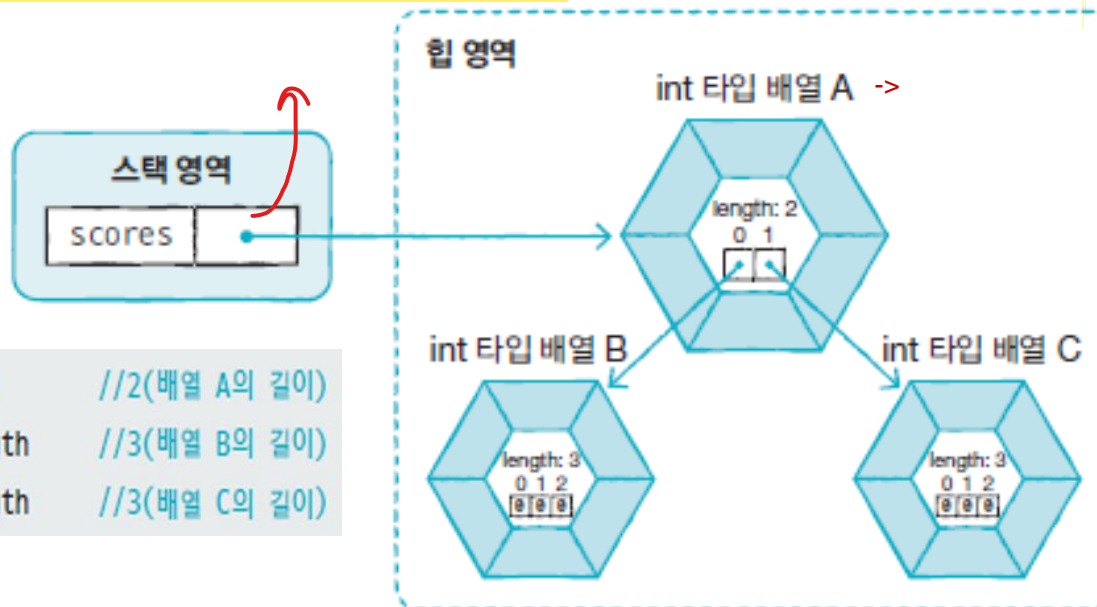 힙 영역
int 타입 배열 A ->
스택 영역
scores
length: 2
0 1
int 타입 배열 B
int 타입 배열 C
//2(배열 A의 길이)
//3(배열 B의 길이)
//3(배열 C의 길이)
length: 3
0 1 2
0 0 0
length: 3
0 1 2
0 0 0